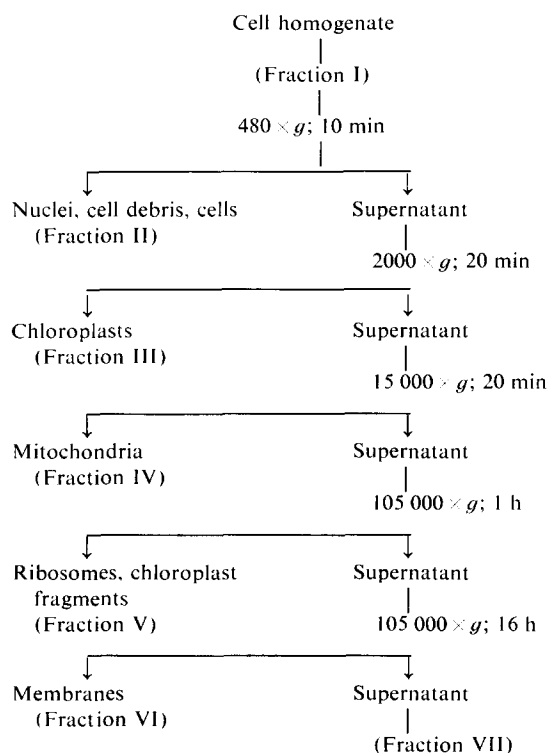 Cell homogenate
(Fraction I)
480 × g; 10 min
Nuclei, cell debris, cells
(Fraction II)
Supernatant
2000 × g; 20 min
Chloroplasts
(Fraction III)
Supernatant
15 000 × g; 20 min
Mitochondria
(Fraction IV)
Supernatant
105 000 × g; 1 h
Ribosomes, chloroplast
fragments
(Fraction V)
Supernatant
105 000 × g; 16 h
Membranes
(Fraction VI)
Supernatant
(Fraction VII)